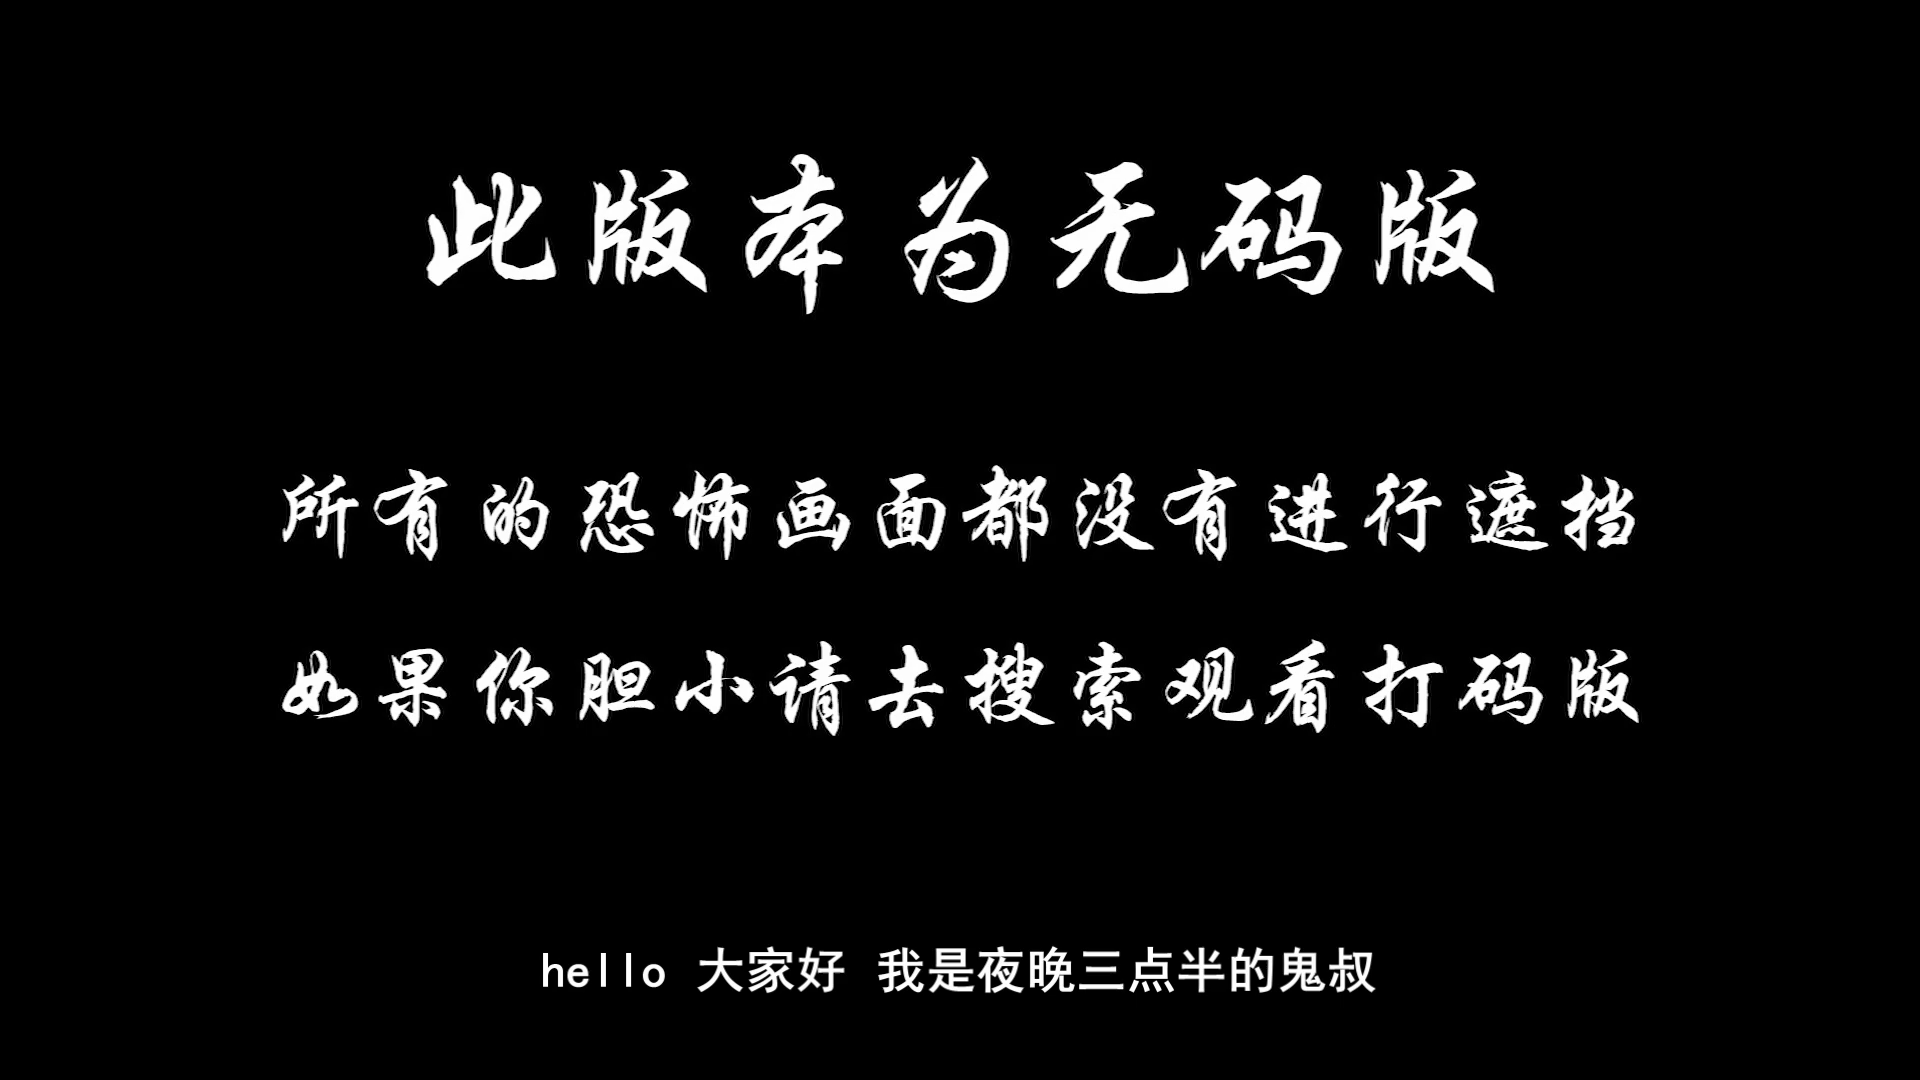 此版本为无码版
所有的恐怖画面都没有进行遮挡
如果你胆小请去搜索观看打码版
hello 大家好 我是夜晚三点半的鬼叔